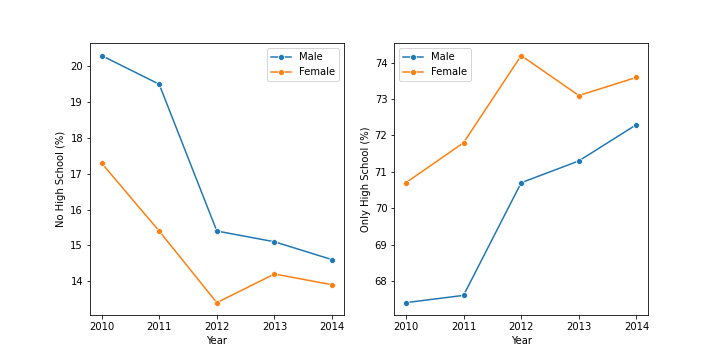 Male
Female
20
19
18
17
16
15
14
No High School (%)
2010 2011 2012 2013 2014
Year
Male
Female
74
73
72
71
70
69
68
Only High School (%)
2010 2011 2012 2013 2014
Year